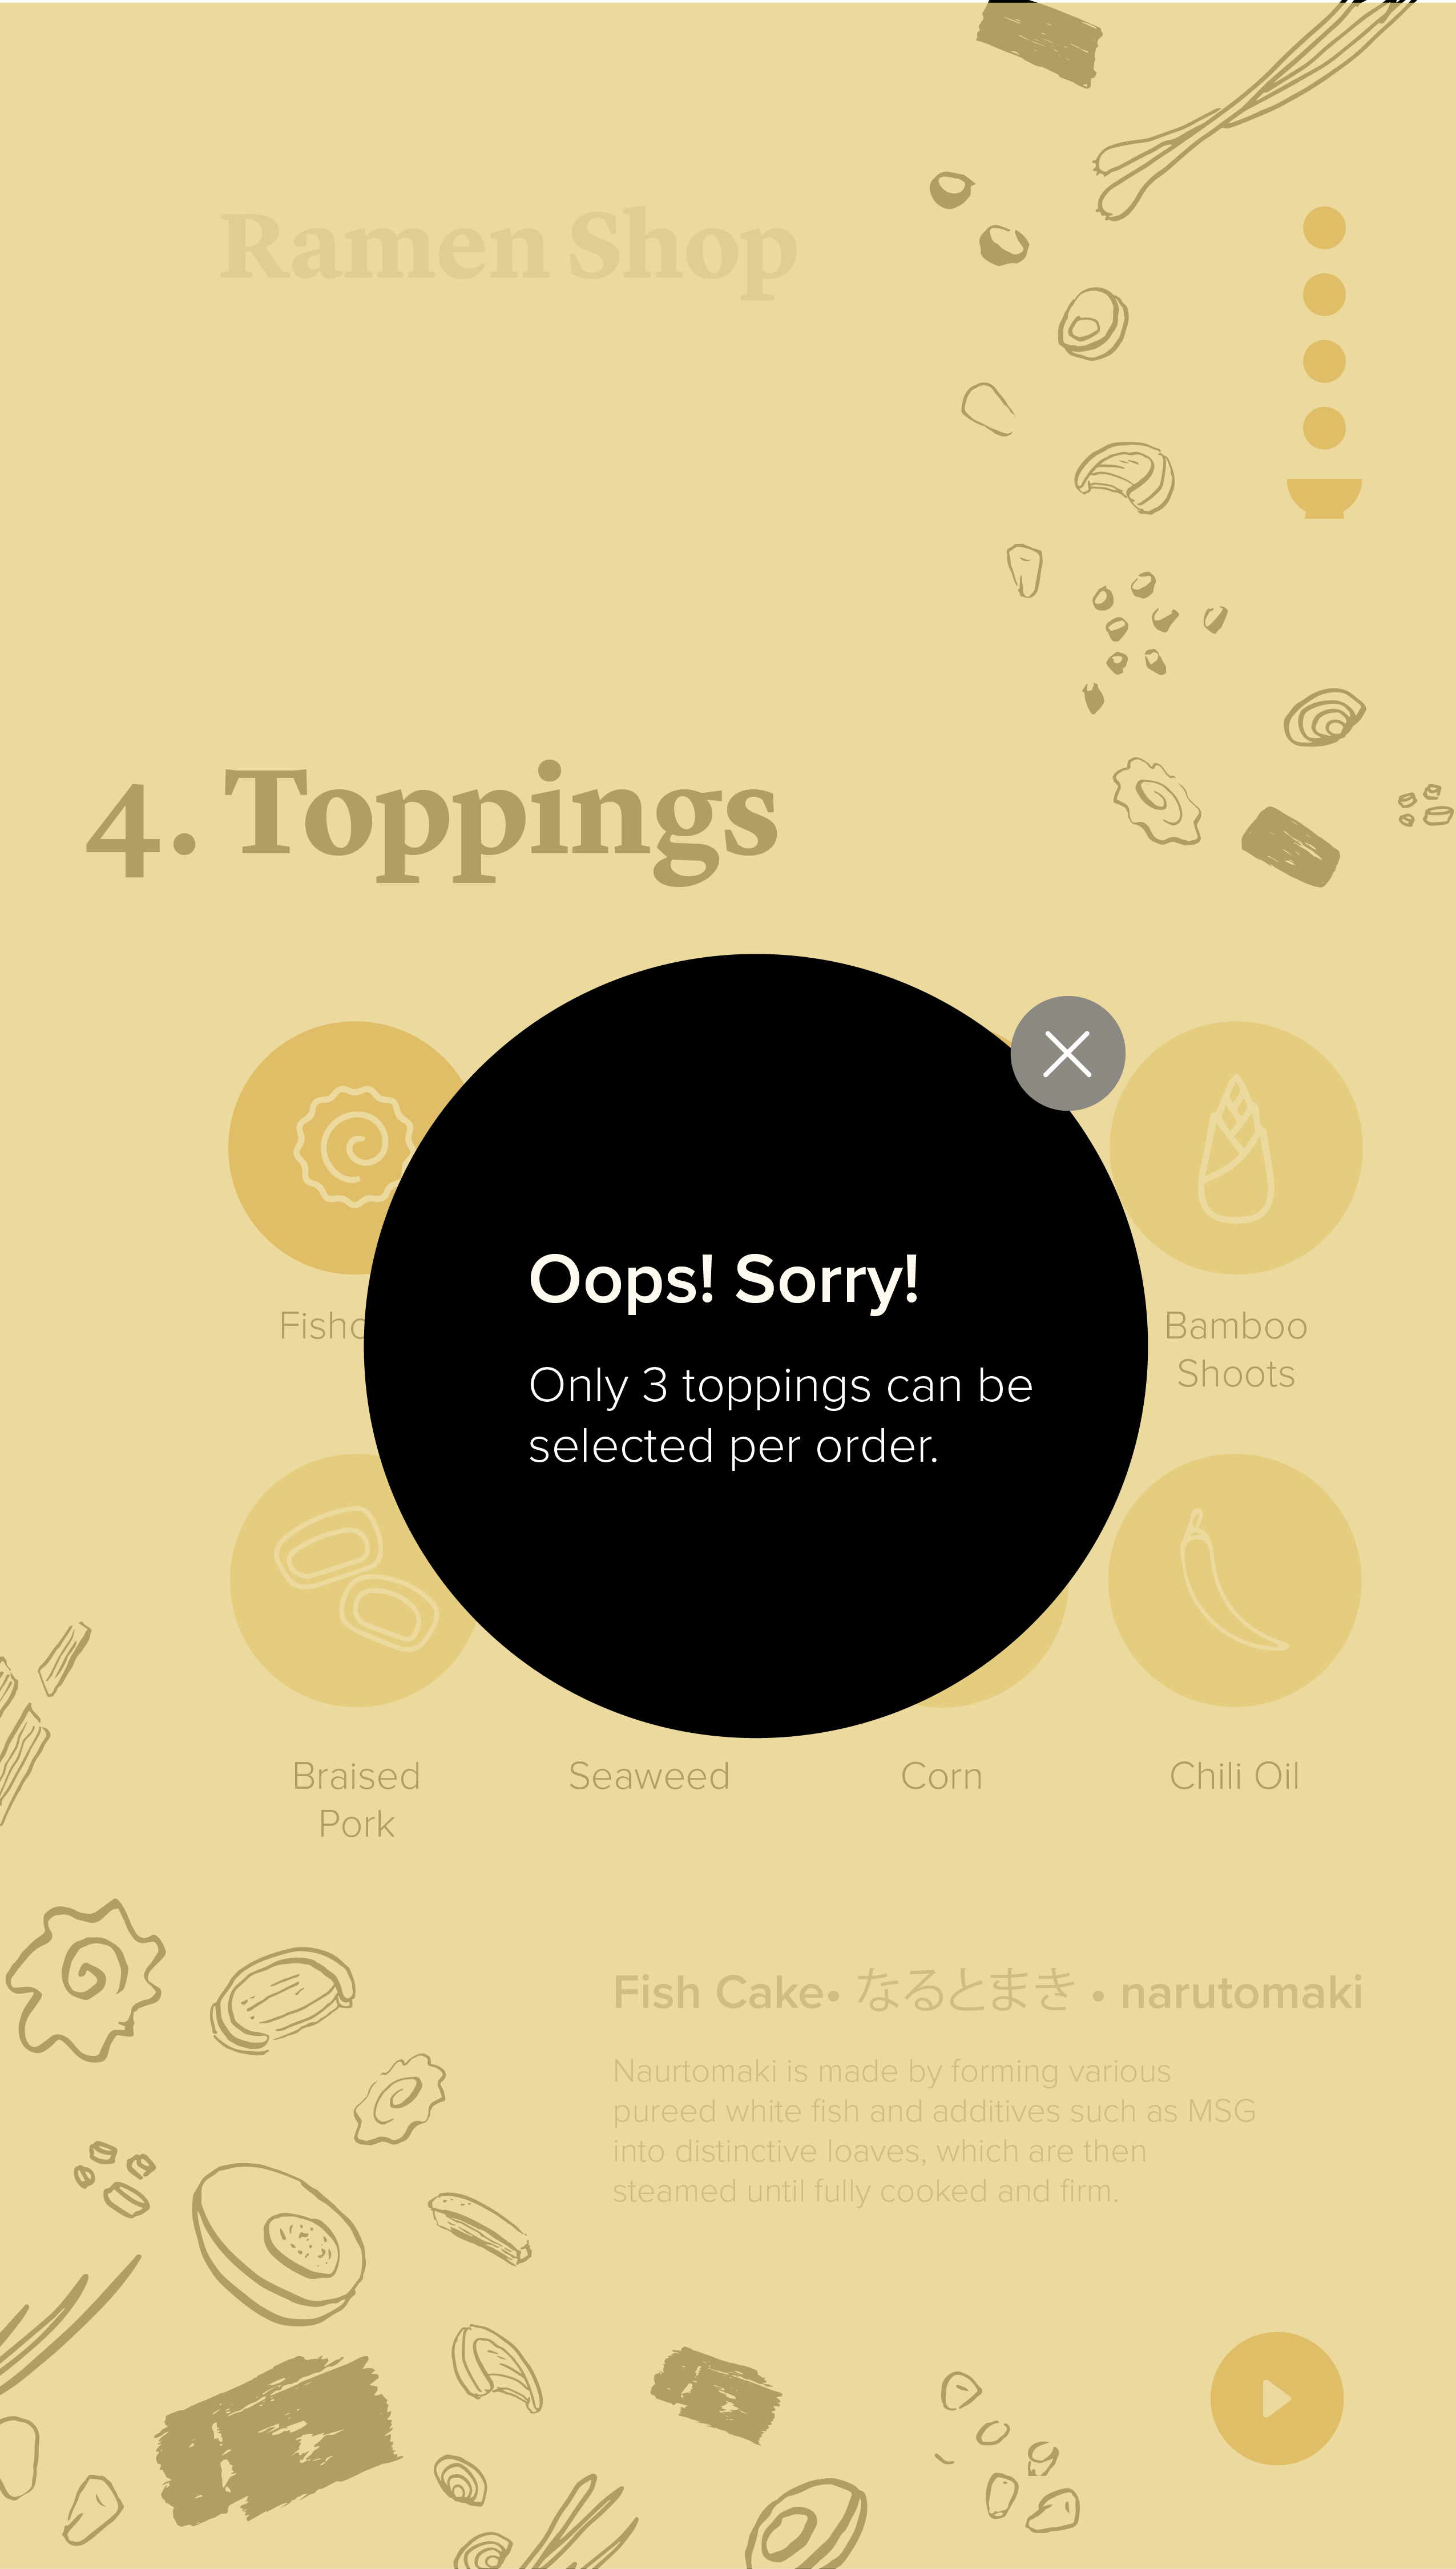 Ramen Shop
4. Toppings
Oops! Sorry!
Only 3 toppings can be
selected per order.
Bamboo
Shoots
Braised
Pork
Seaweed
Corn
Chili Oil
Fish Cake• なるとまき • narutomaki
Naurtomaki is made by forming various
pureed white fish and additives such as MSG
into distinctive loaves, which are then
steamed until fully cooked and firm.